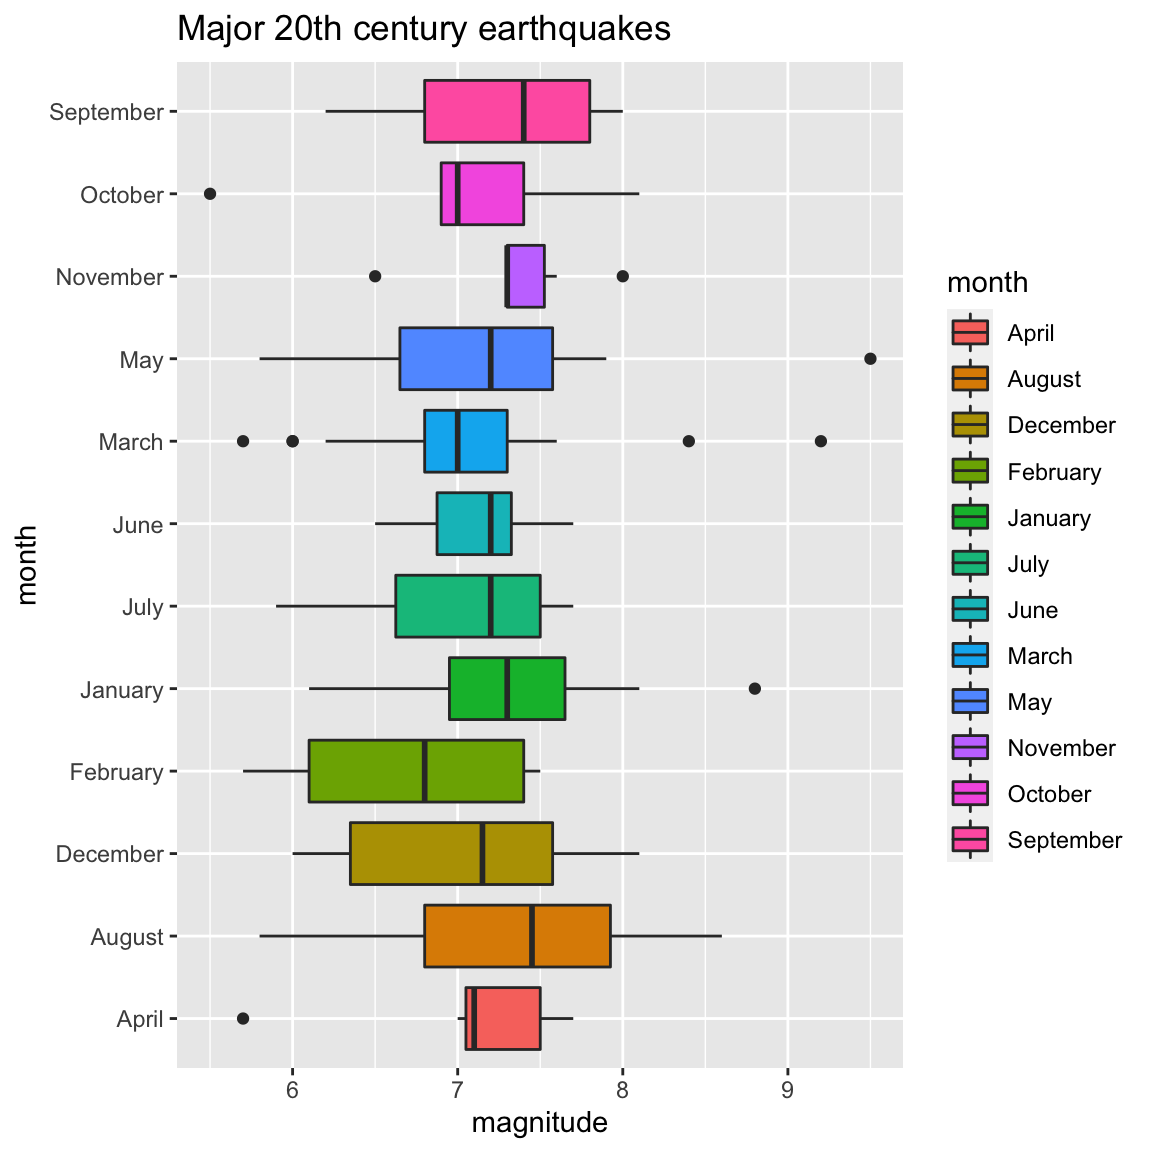 Major 20th century earthquakes
September
October
November
May
March
June
July
January
February
December
August
April
month
6 7 8 9
magnitude
month
April
August
December
February
January
July
June
March
May
November
October
September